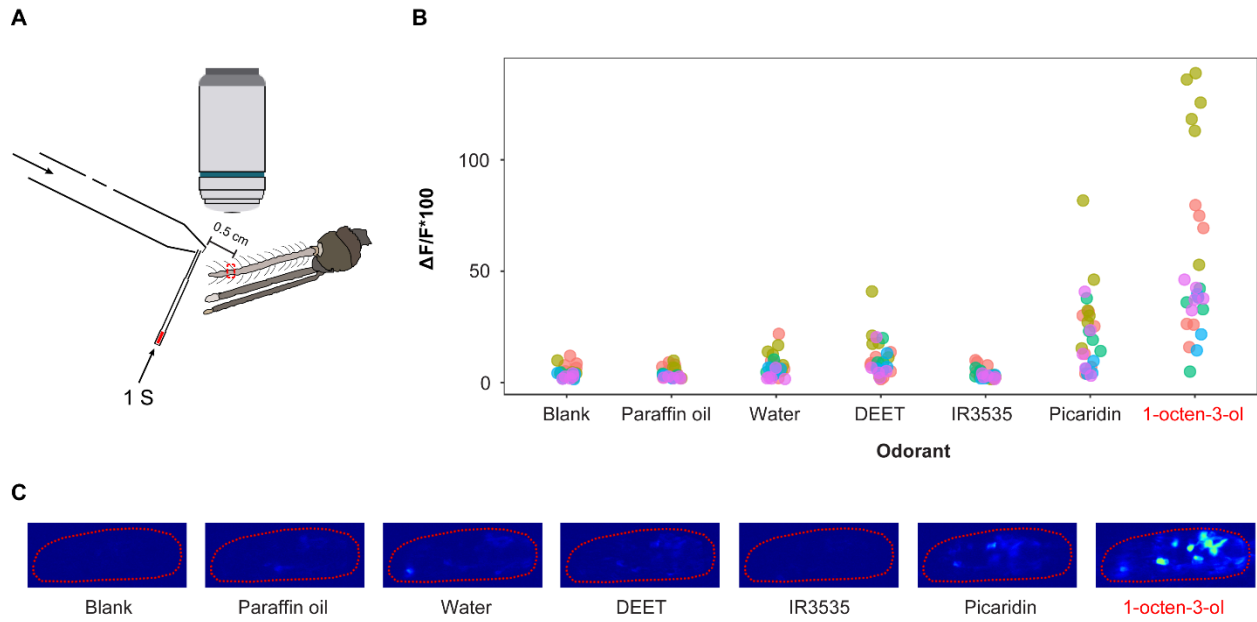 A
0.5 cm
1 S
B
ΔF/F*100
100
50
0
Blank Paraffin oil Water DEET IR3535 Picaridin 1-octen-3-ol
Odorant
C
Blank Paraffin oil Water DEET IR3535 Picaridin 1-octen-3-ol